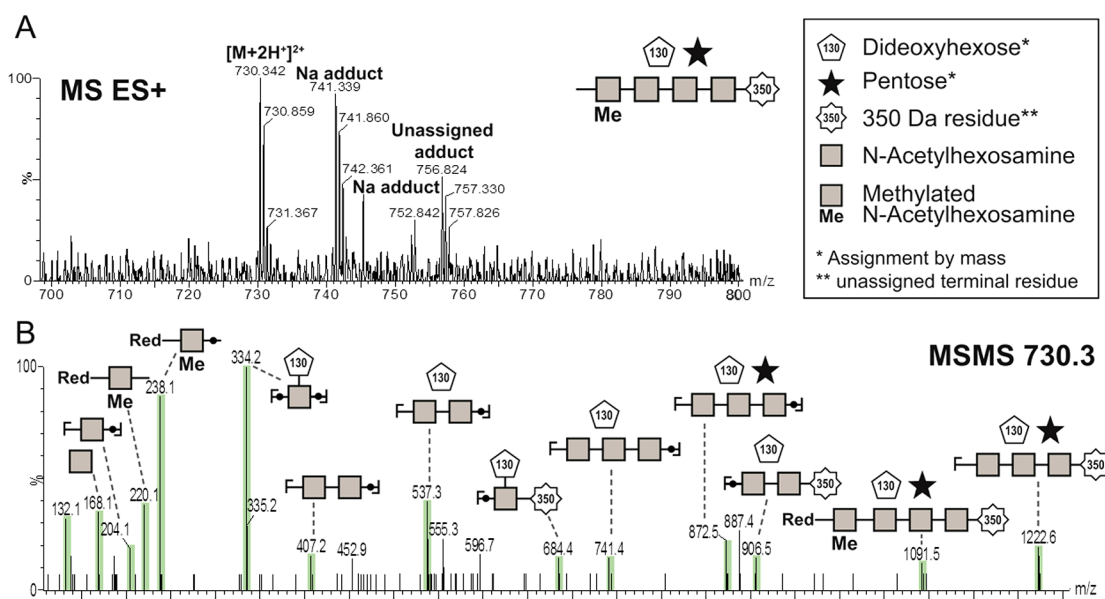 A
MS ES+
[M+2H⁺]²⁺
730.342
Na adduct
741.339
730.859
741.860
742.361
731.367
Unassigned
adduct
756.824
Na adduct
757.330
752.842
757.826
100
%
0
700 710 720 730 740 750 760 770 780 790 800
m/z
130
350
Me
130 Dideoxyhexose*
Pentose*
350 350 Da residue**
N-Acetylhexosamine
Methylated
Me N-Acetylhexosamine
* Assignment by mass
** unassigned terminal residue
B
MSMS 730.3
100
%
0
Red
Me
Red
Me
132.1
168.1
204.1
220.1
238.1
334.2
130
335.2
407.2
452.9
130
537.3
555.3
596.7
130
350
684.4
130
741.4
130
872.5
887.4
130
350
906.5
130
Red
350
Me
1091.5
130
350
1222.6
m/z